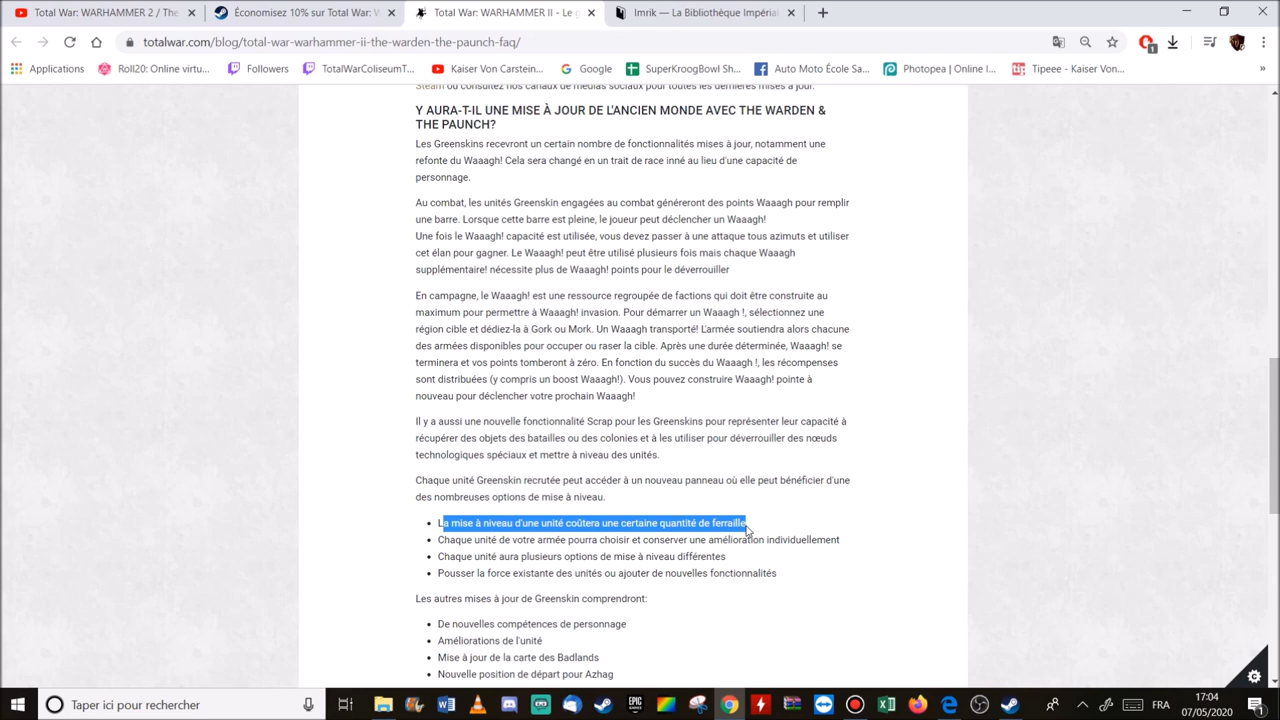 Total War: WARHAMMER 2 / The
Économisez 10% sur Total War: W
Total War: WARHAMMER II - Le g
Imrik — La Bibliothèque Impérial
totalwar.com/blog/total-war-warhammer-ii-the-warden-the-paunch-faq/
Applications
Roll20: Online virtu...
Followers
TotalWarColiseumT...
Kaiser Von Carstein...
Google
SuperKroogBowl Sh...
Auto Moto École Sa...
Photopea | Online I...
Tipeee - Kaiser Von...
Steam ou consultez nos canaux de médias sociaux pour toutes les dernières mises à jour.
Y AURA-T-IL UNE MISE À JOUR DE L'ANCIEN MONDE AVEC THE WARDEN &
THE PAUNCH?
Les Greenskins recevront un certain nombre de fonctionnalités mises à jour, notamment une
refonte du Waaagh! Cela sera changé en un trait de race inné au lieu d'une capacité de
personnage.
Au combat, les unités Greenskin engagées au combat généreront des points Waaagh pour remplir
une barre. Lorsque cette barre est pleine, le joueur peut déclencher un Waaagh!
Une fois le Waaagh! capacité est utilisée, vous devez passer à une attaque tous azimuts et utiliser
cet élan pour gagner. Le Waaagh! peut être utilisé plusieurs fois mais chaque Waaagh
supplémentaire! nécessite plus de Waaagh! points pour le déverrouiller
En campagne, le Waaagh! est une ressource regroupée de factions qui doit être construite au
maximum pour permettre à Waaagh! invasion. Pour démarrer un Waaagh !, sélectionnez une
région cible et dédiez-la à Gork ou Mork. Un Waaagh transporté! L'armée soutiendra alors chacune
des armées disponibles pour occuper ou raser la cible. Après une durée déterminée, Waaagh! se
terminera et vos points tomberont à zéro. En fonction du succès du Waaagh !, les récompenses
sont distribuées (y compris un boost Waaagh!). Vous pouvez construire Waaagh! pointe à
nouveau pour déclencher votre prochain Waaagh!
Il y a aussi une nouvelle fonctionnalité Scrap pour les Greenskins pour représenter leur capacité à
récupérer des objets des batailles ou des colonies et à les utiliser pour déverrouiller des nœuds
technologiques spéciaux et mettre à niveau des unités.
Chaque unité Greenskin recrutée peut accéder à un nouveau panneau où elle peut bénéficier d'une
des nombreuses options de mise à niveau.
• La mise à niveau d'une unité coûtera une certaine quantité de ferraille
• Chaque unité de votre armée pourra choisir et conserver une amélioration individuellement
• Chaque unité aura plusieurs options de mise à niveau différentes
• Pousser la force existante des unités ou ajouter de nouvelles fonctionnalités
Les autres mises à jour de Greenskin comprendront:
• De nouvelles compétences de personnage
• Améliorations de l'unité
• Mise à jour de la carte des Badlands
• Nouvelle position de départ pour Azhag
Taper ici pour rechercher
FRA
17:04
07/05/2020